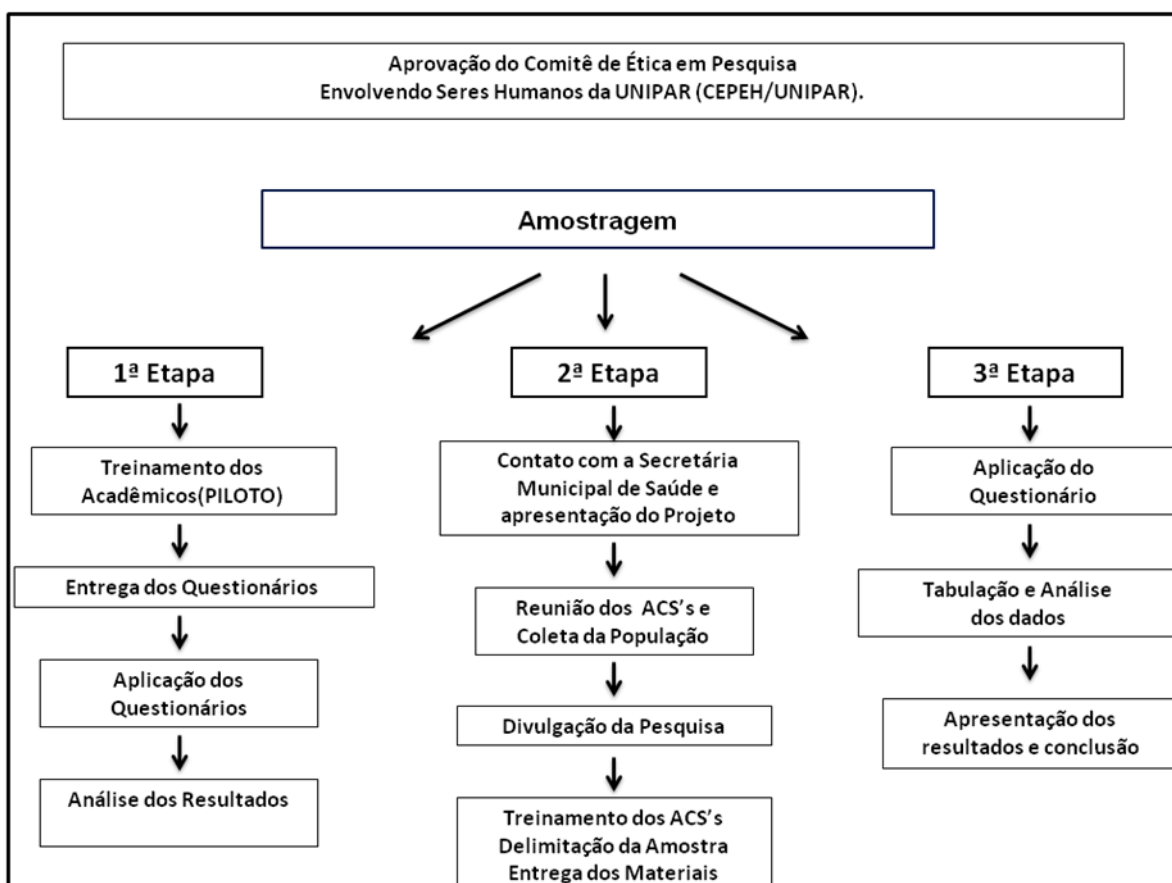 Aprovação do Comitê de Ética em Pesquisa
Envolvendo Seres Humanos da UNIPAR (CEPEH/UNIPAR).
Amostragem
1ª Etapa
Treinamento dos
Acadêmicos(PILOTO)
Entrega dos Questionários
Aplicação dos
Questionários
Análise dos Resultados
2ª Etapa
Contato com a Secretária
Municipal de Saúde e
apresentação do Projeto
Reunião dos ACS's e
Coleta da População
Divulgação da Pesquisa
Treinamento dos ACS's
Delimitação da Amostra
Entrega dos Materiais
3ª Etapa
Aplicação do
Questionário
Tabulação e Análise
dos dados
Apresentação dos
resultados e conclusão